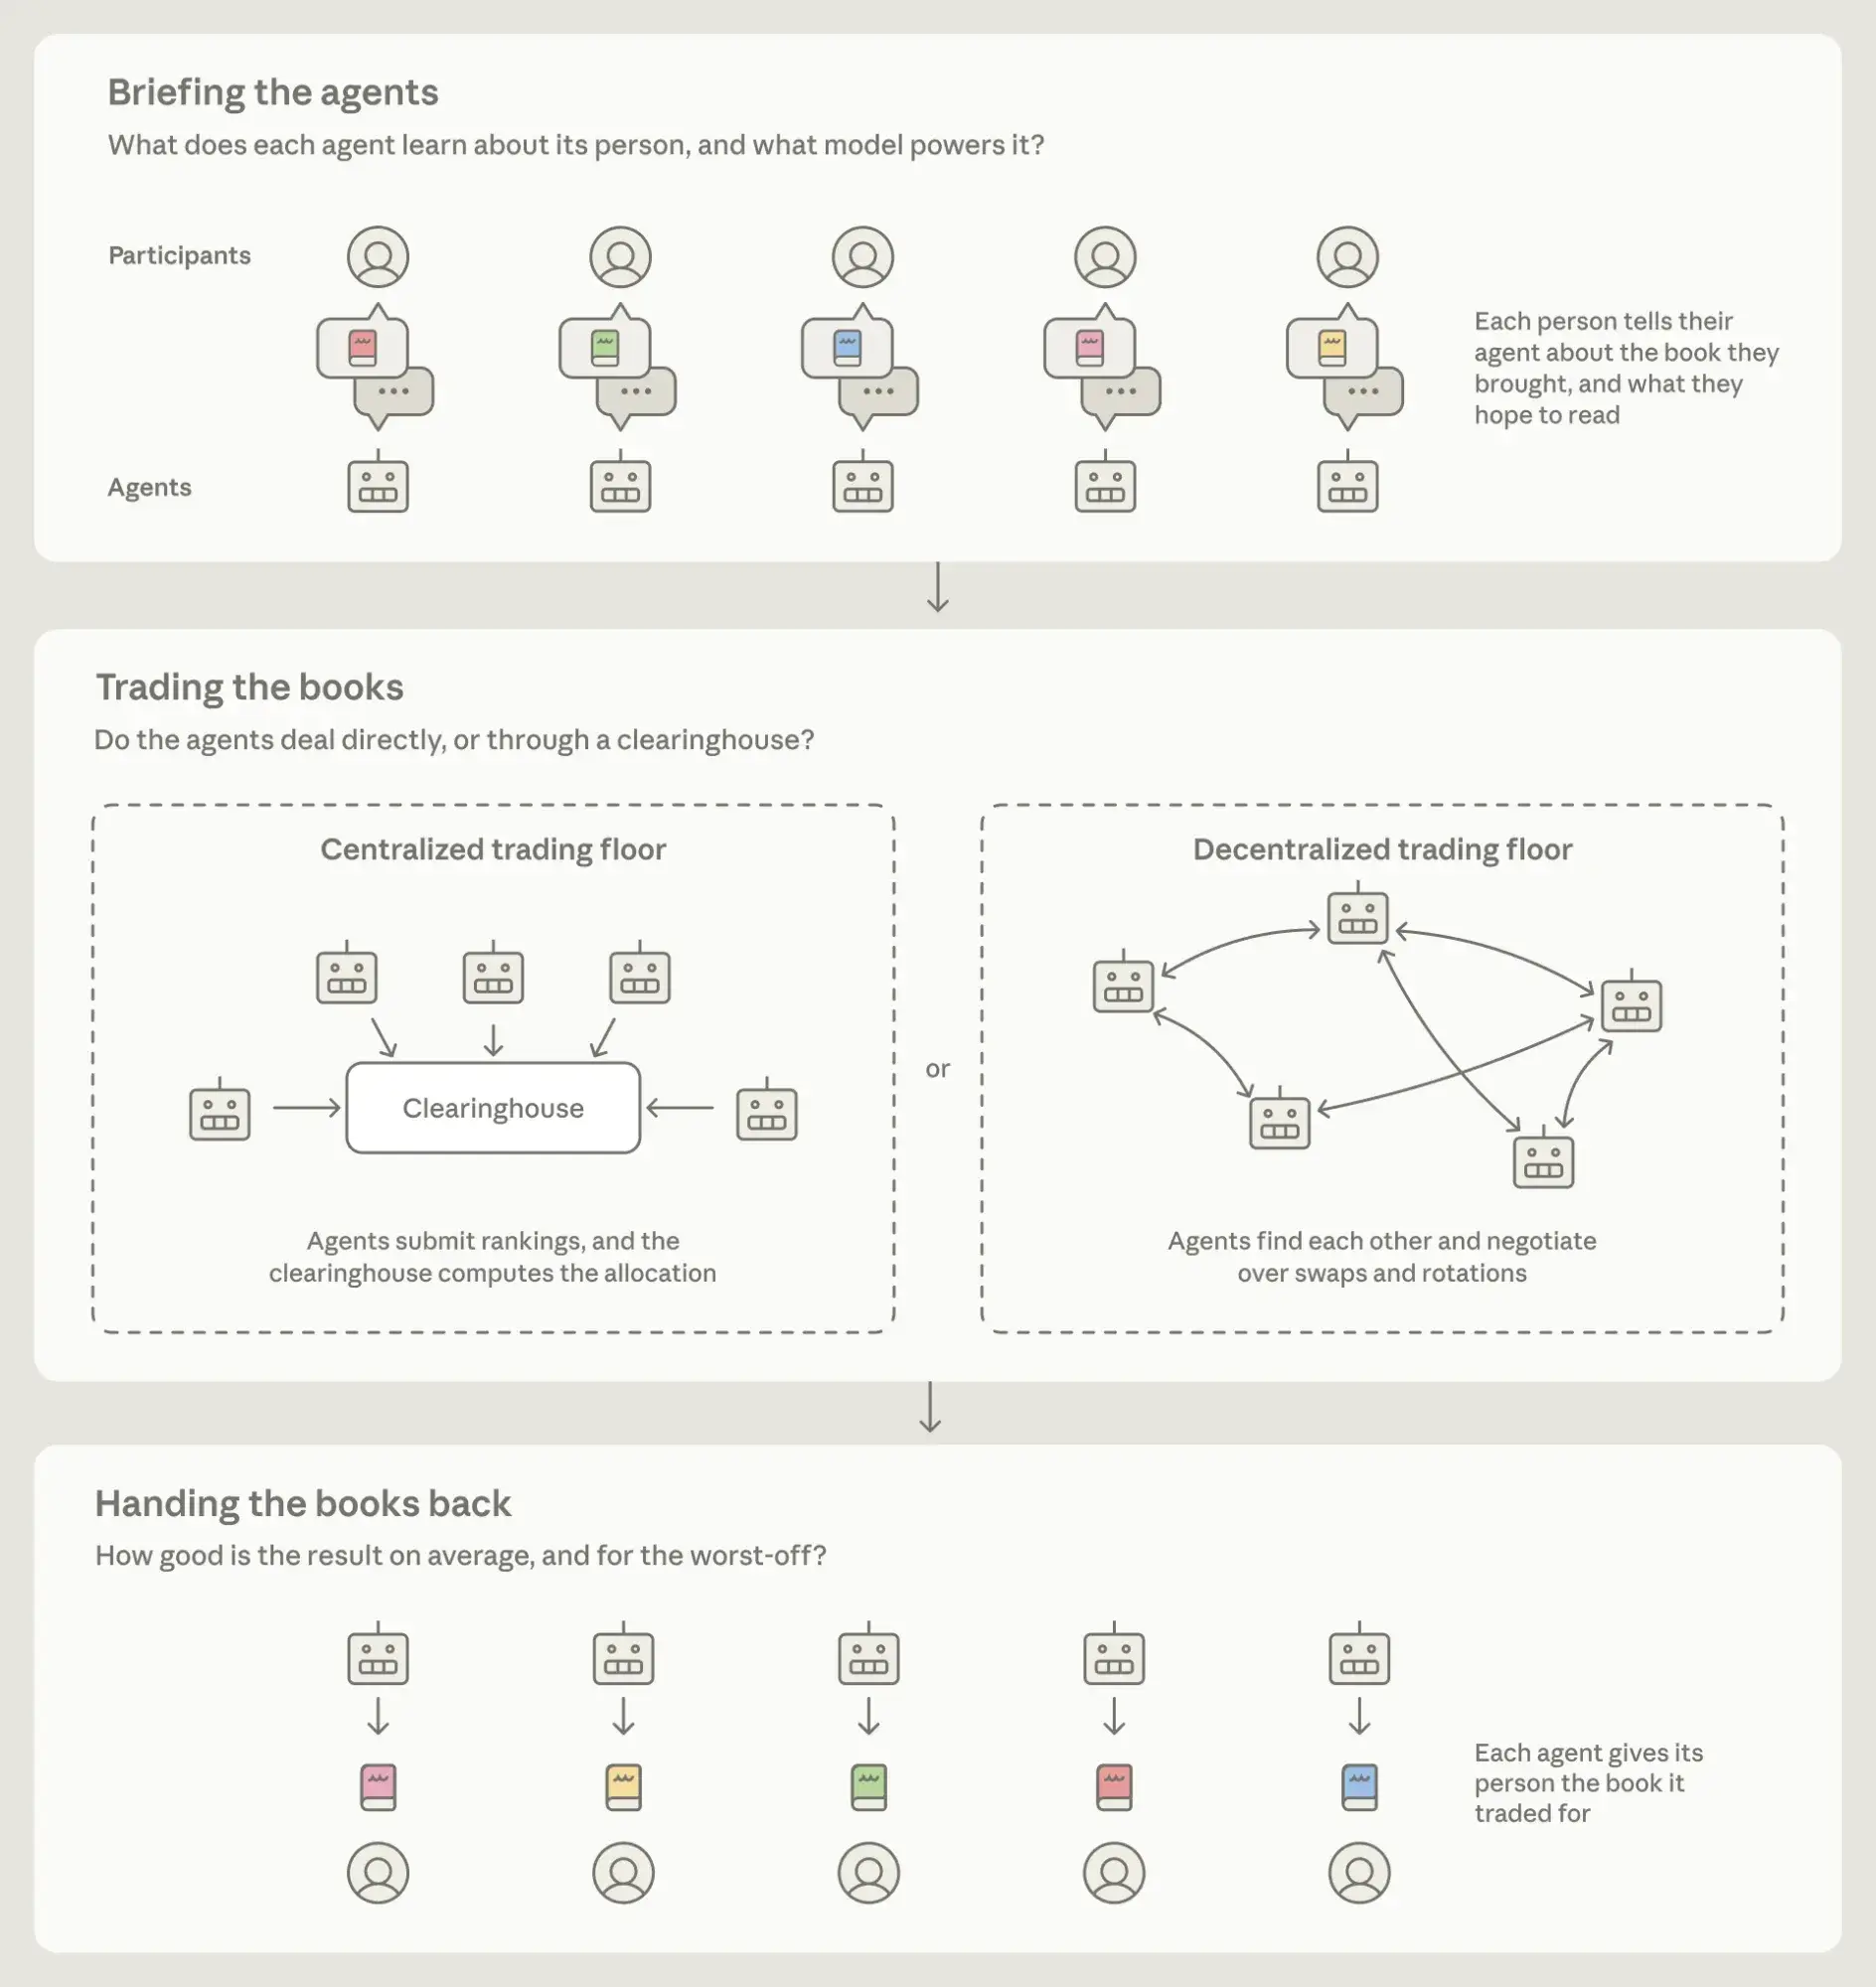 Briefing the agents
What does each agent learn about its person, and what model powers it?
Participants
Each person tells their
agent about the book they
brought, and what they
hope to read
Agents
Trading the books
Do the agents deal directly, or through a clearinghouse?
Centralized trading floor
Clearinghouse
Agents submit rankings, and the
clearinghouse computes the allocation
or
Decentralized trading floor
Agents find each other and negotiate
over swaps and rotations
Handing the books back
How good is the result on average, and for the worst-off?
Each agent gives its
person the book it
traded for